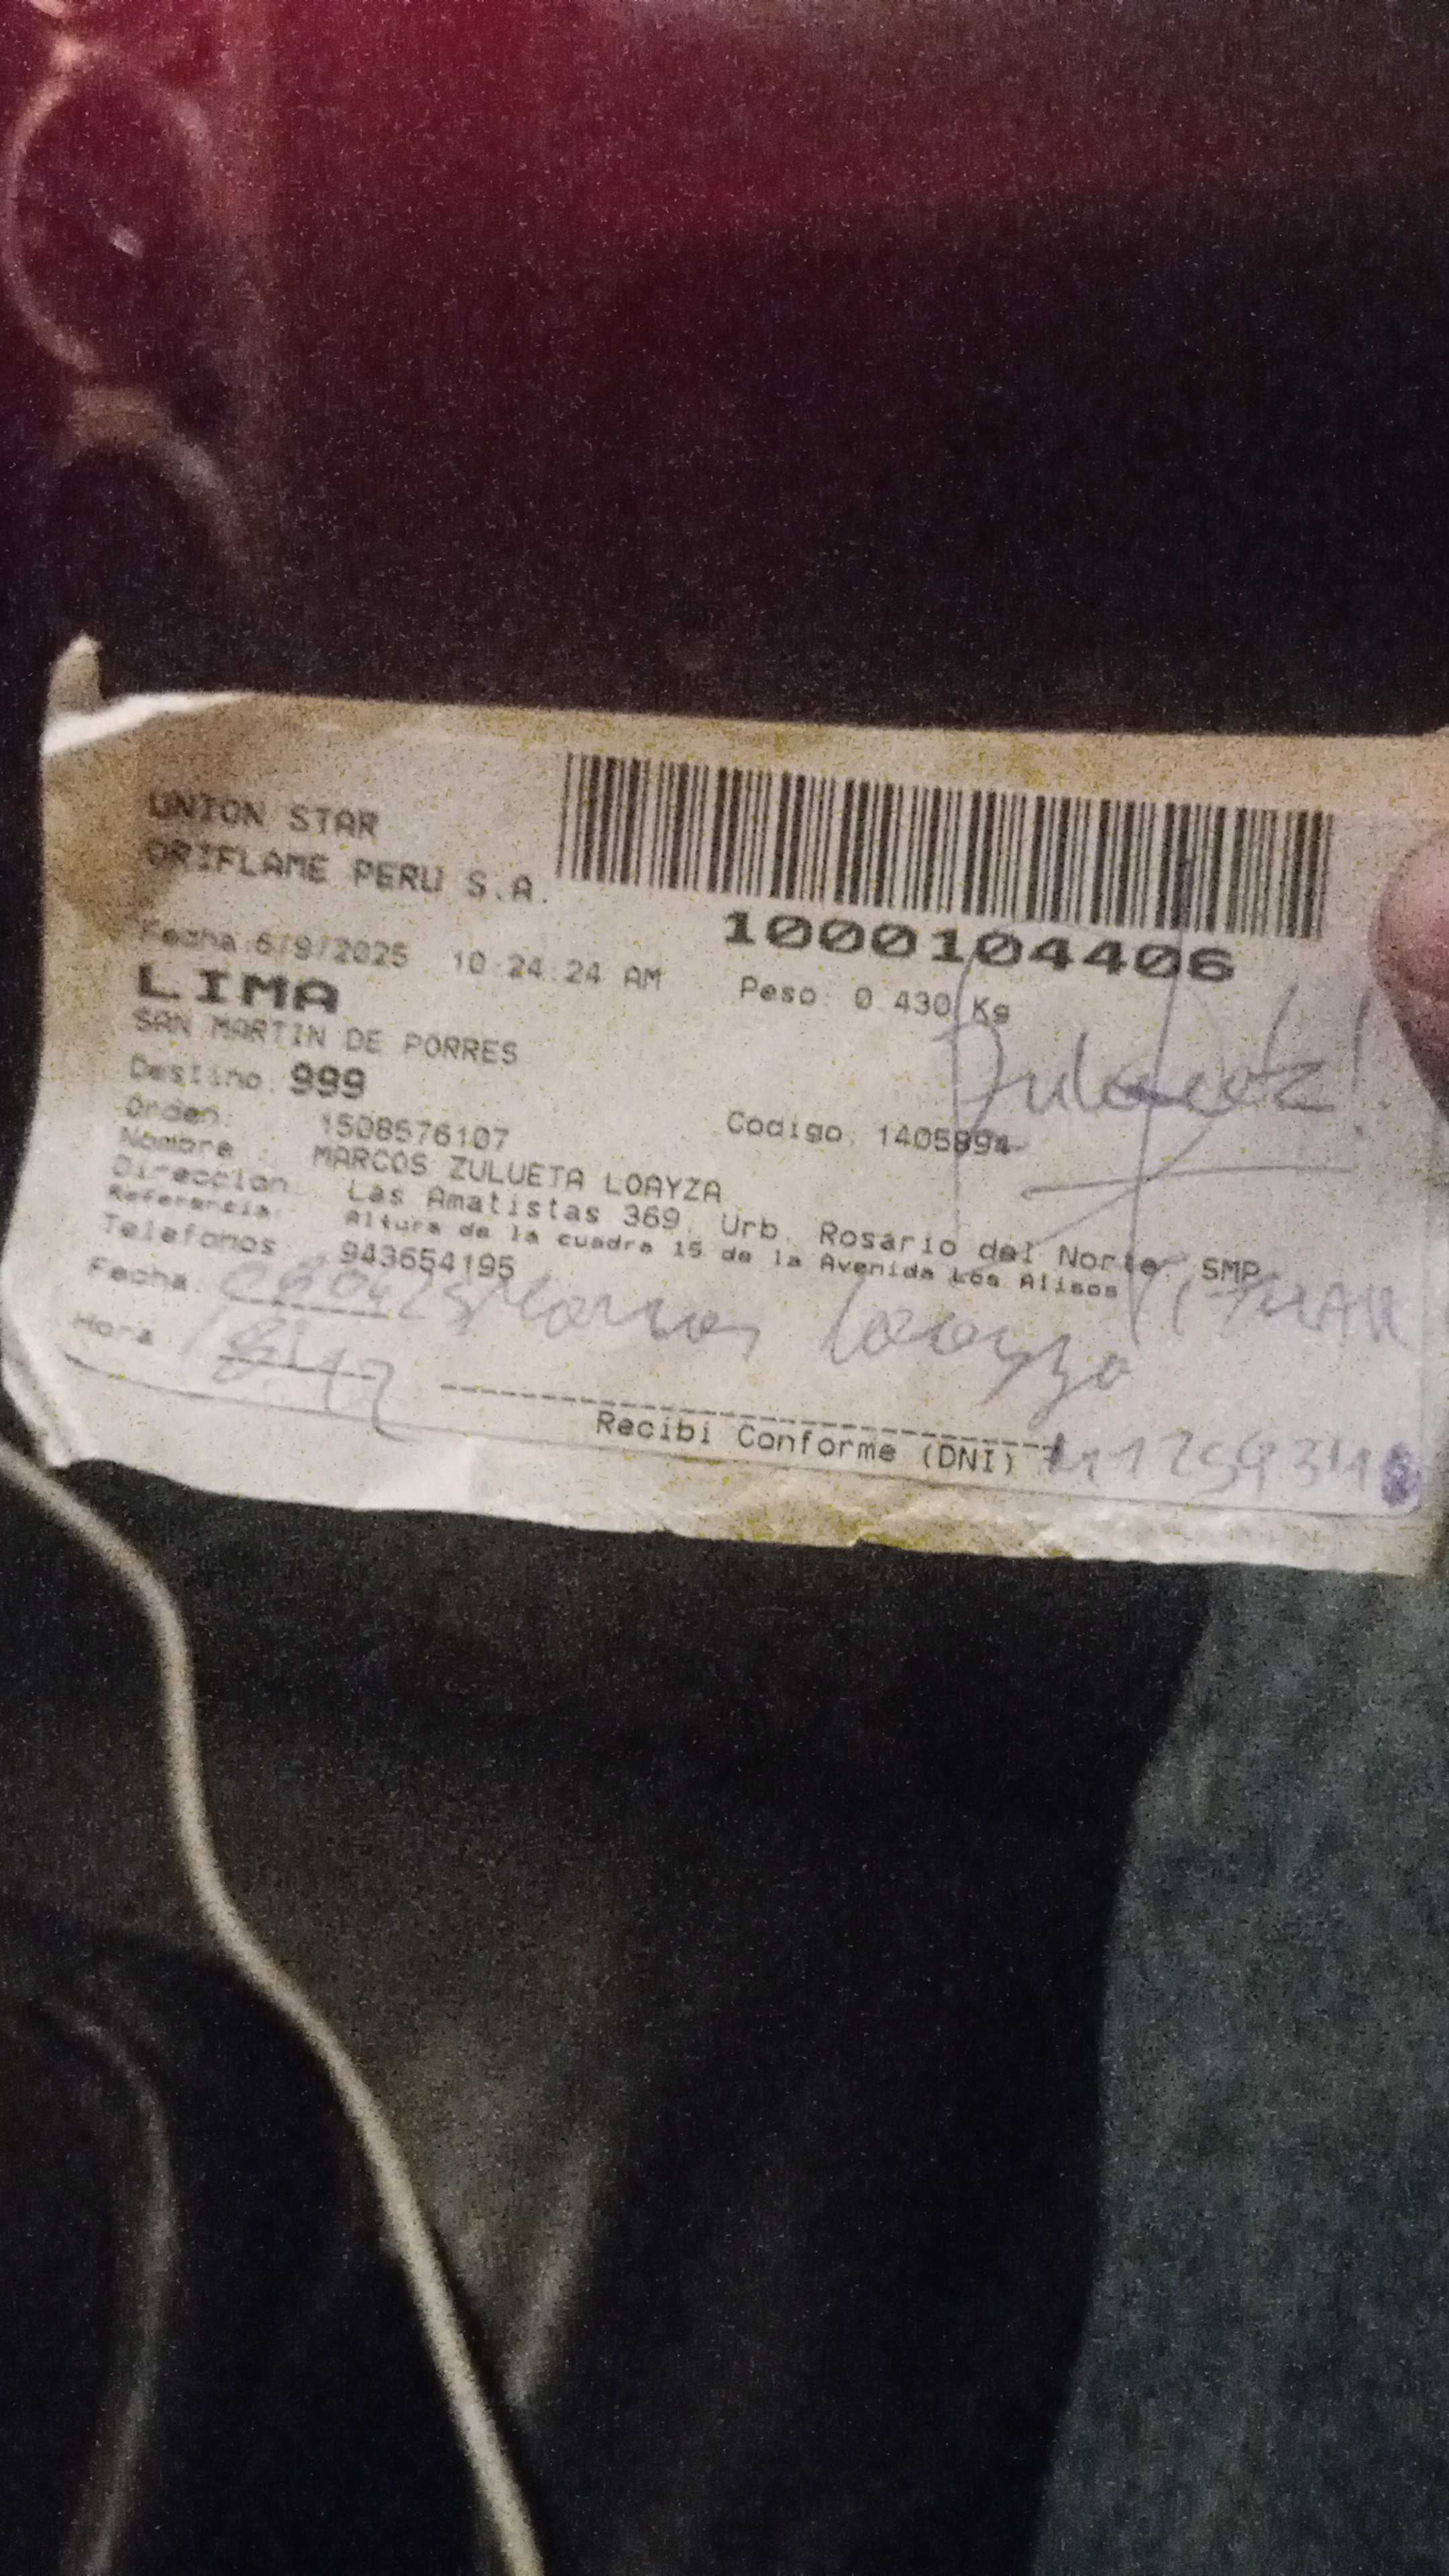 UNION STAR
ORIFLAME PERU S.A.
1000104406
Fecha 6/9/2025 10:24:24 AM
Peso: 0.430 Kg
LIMA
SAN MARTIN DE PORRES
Destino: 999
Orden: 1508576107
Codigo: 1405894
Nombre : MARCOS ZULUETA LOAYZA
Direccion: Las Amatistas 369, Urb. Rosario del Norte, SMP
Referencia: Altura de la cuadra 15 de la Avenida Los Alisos
Telefonos 943654195
Fecha:
Marcos Loayza
Hora :
Recibi Conforme (DNI)